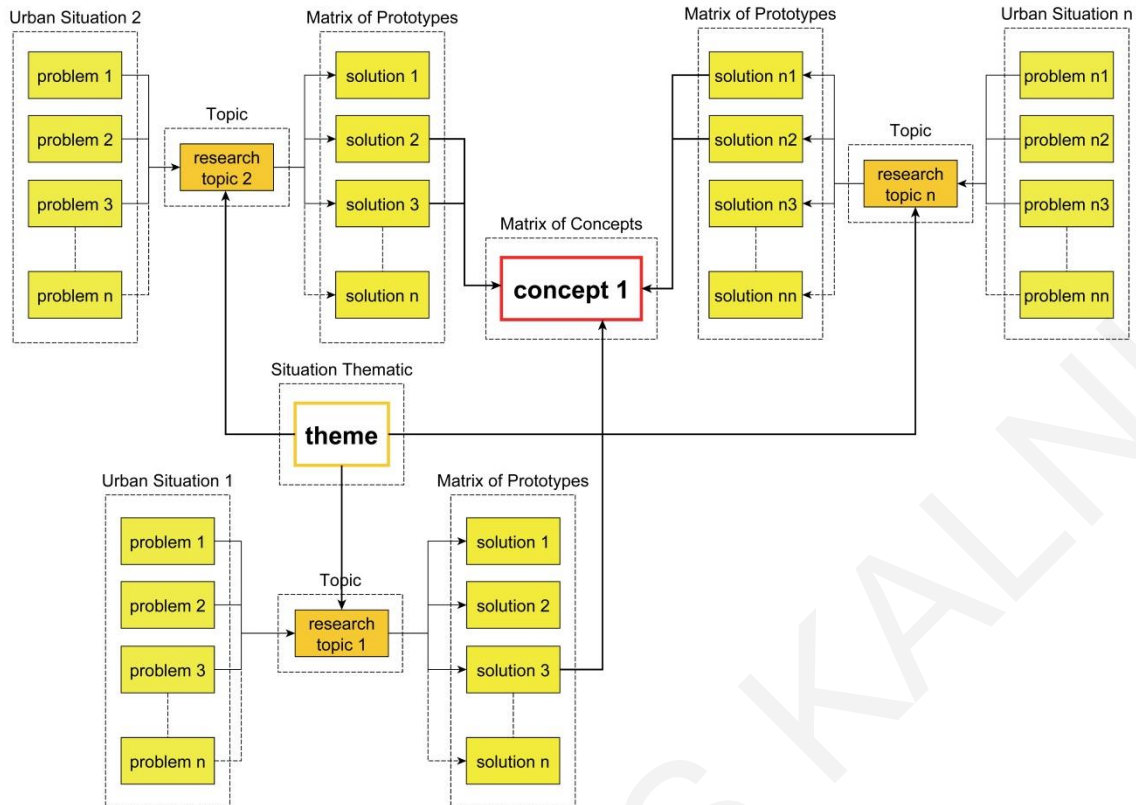 Urban Situation 2
problem 1
problem 2
problem 3
problem n
Topic
research
topic 2
Matrix of Prototypes
solution 1
solution 2
solution 3
solution n
Matrix of Concepts
concept 1
Matrix of Prototypes
solution n1
solution n2
solution n3
solution nn
Topic
research
topic n
Urban Situation n
problem n1
problem n2
problem n3
problem nn
Situation Thematic
theme
Urban Situation 1
problem 1
problem 2
problem 3
problem n
Topic
research
topic 1
Matrix of Prototypes
solution 1
solution 2
solution 3
solution n